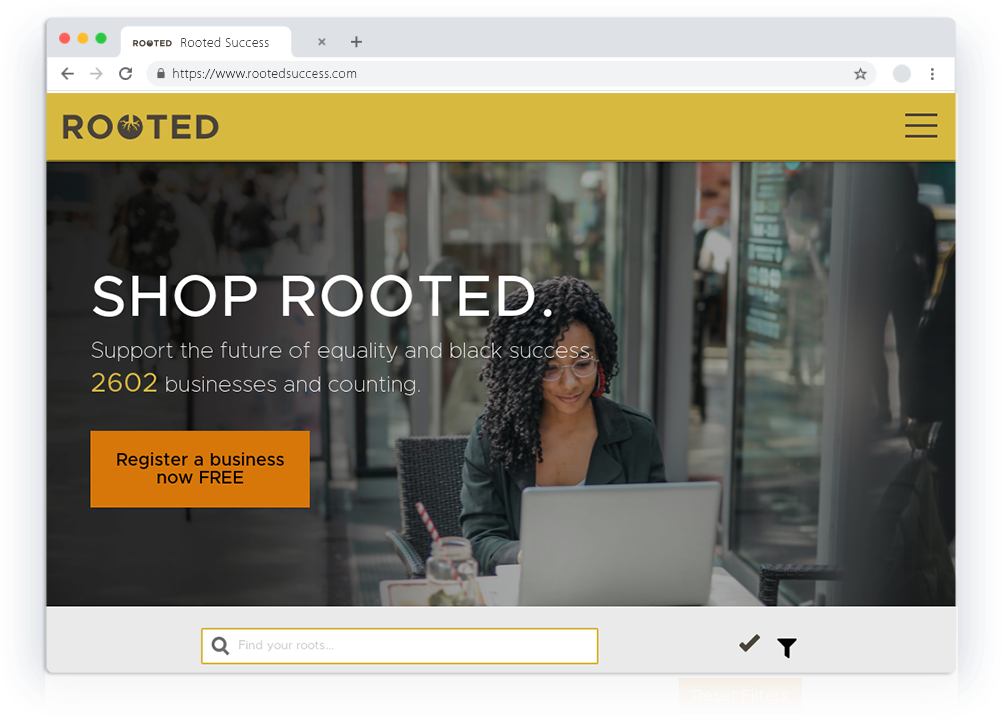 ROOTED Rooted Success
https://www.rootedsuccess.com
ROOTED
SHOP ROOTED.
Support the future of equality and black success.
2602 businesses and counting.
Register a business
now FREE
Find your roots...